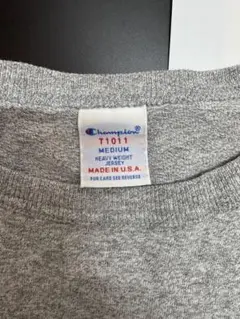 Champion
T1011
MEDIUM
HEAVY WEIGHT
JERSEY
MADE IN U.S.A.
FOR CARE SEE REVERSE